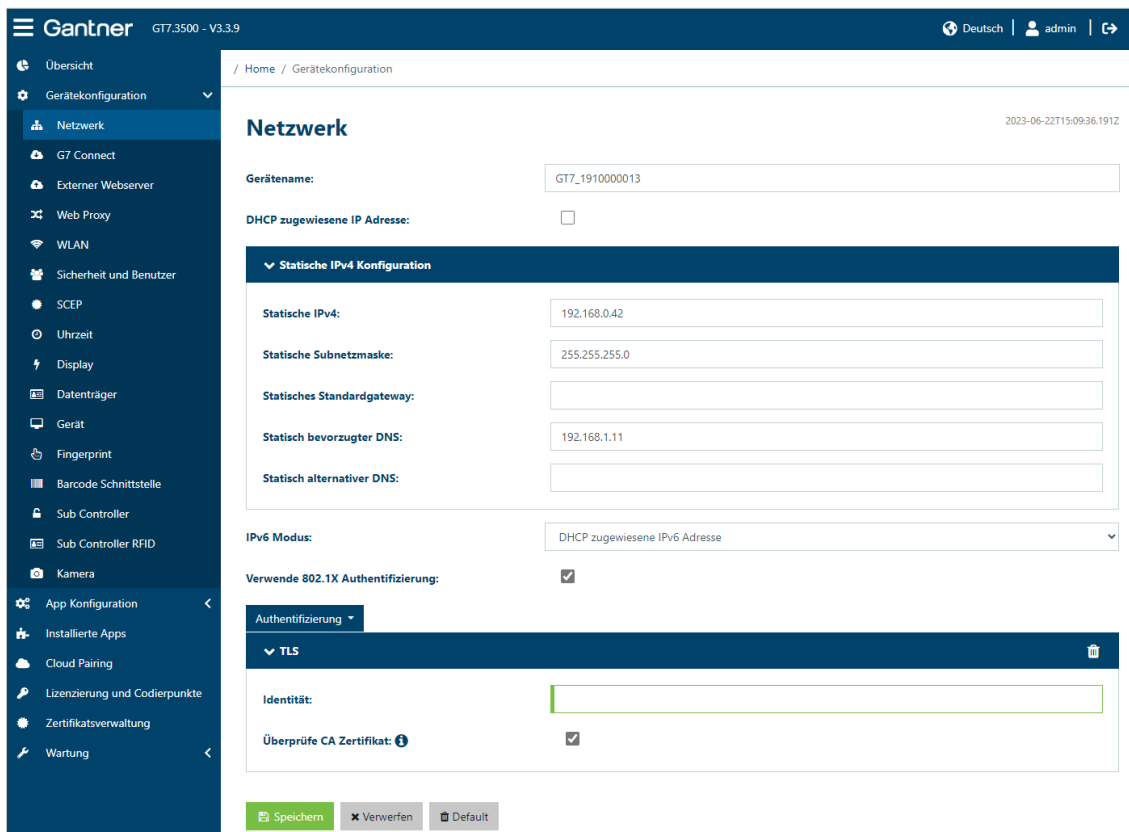 Gantner GT7.3500 - V3.3.9 Deutsch admin
Übersicht
Gerätekonfiguration
Netzwerk
G7 Connect
Externer Webserver
Web Proxy
WLAN
Sicherheit und Benutzer
SCEP
Uhrzeit
Display
Datenträger
Gerät
Fingerprint
Barcode Schnittstelle
Sub Controller
Sub Controller RFID
Kamera
App Konfiguration
Installierte Apps
Cloud Pairing
Lizenzierung und Codierpunkte
Zertifikatsverwaltung
Wartung
/ Home / Gerätekonfiguration
Netzwerk
2023-06-22T15:09:36.191Z
Gerätename: GT7_1910000013
DHCP zugewiesene IP Adresse:
Statische IPv4 Konfiguration
Statische IPv4: 192.168.0.42
Statische Subnetzmaske: 255.255.255.0
Statisches Standardgateway:
Statisch bevorzugter DNS: 192.168.1.11
Statisch alternativer DNS:
IPv6 Modus: DHCP zugewiesene IPv6 Adresse
Verwende 802.1X Authentifizierung:
Authentifizierung
TLS
Identität:
Überprüfe CA Zertifikat:
Speichern Verwerfen Default